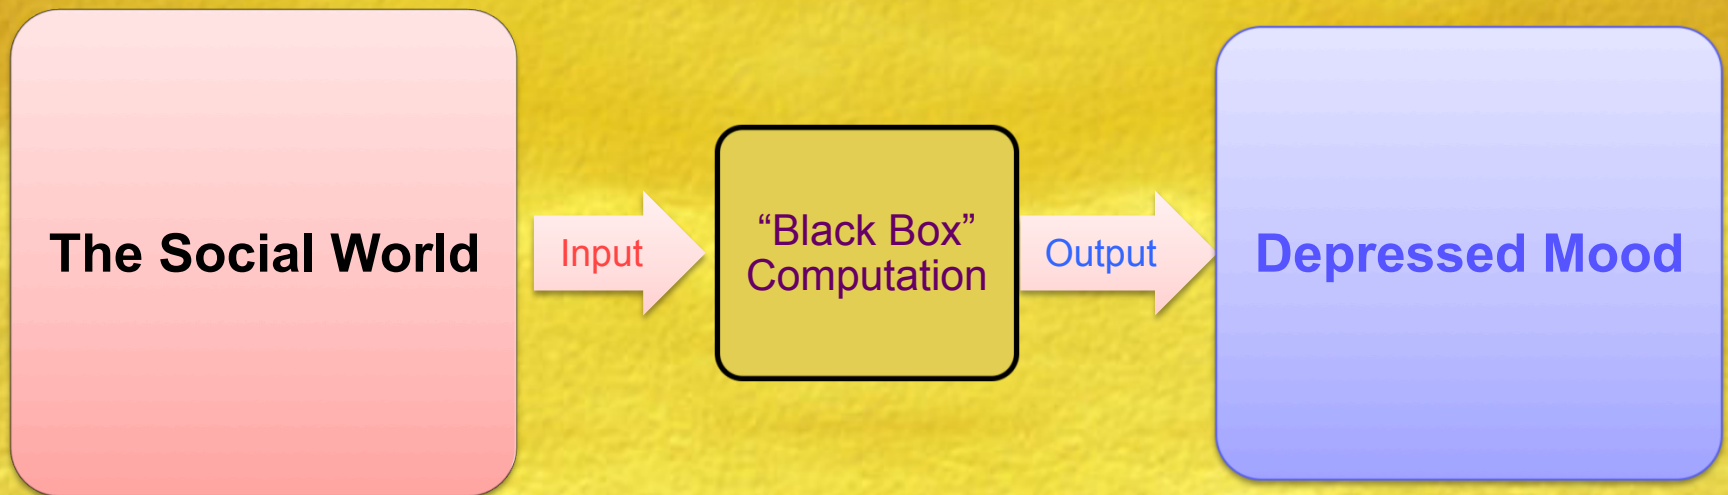 The Social World
Input
“Black Box”
Computation
Output
Depressed Mood